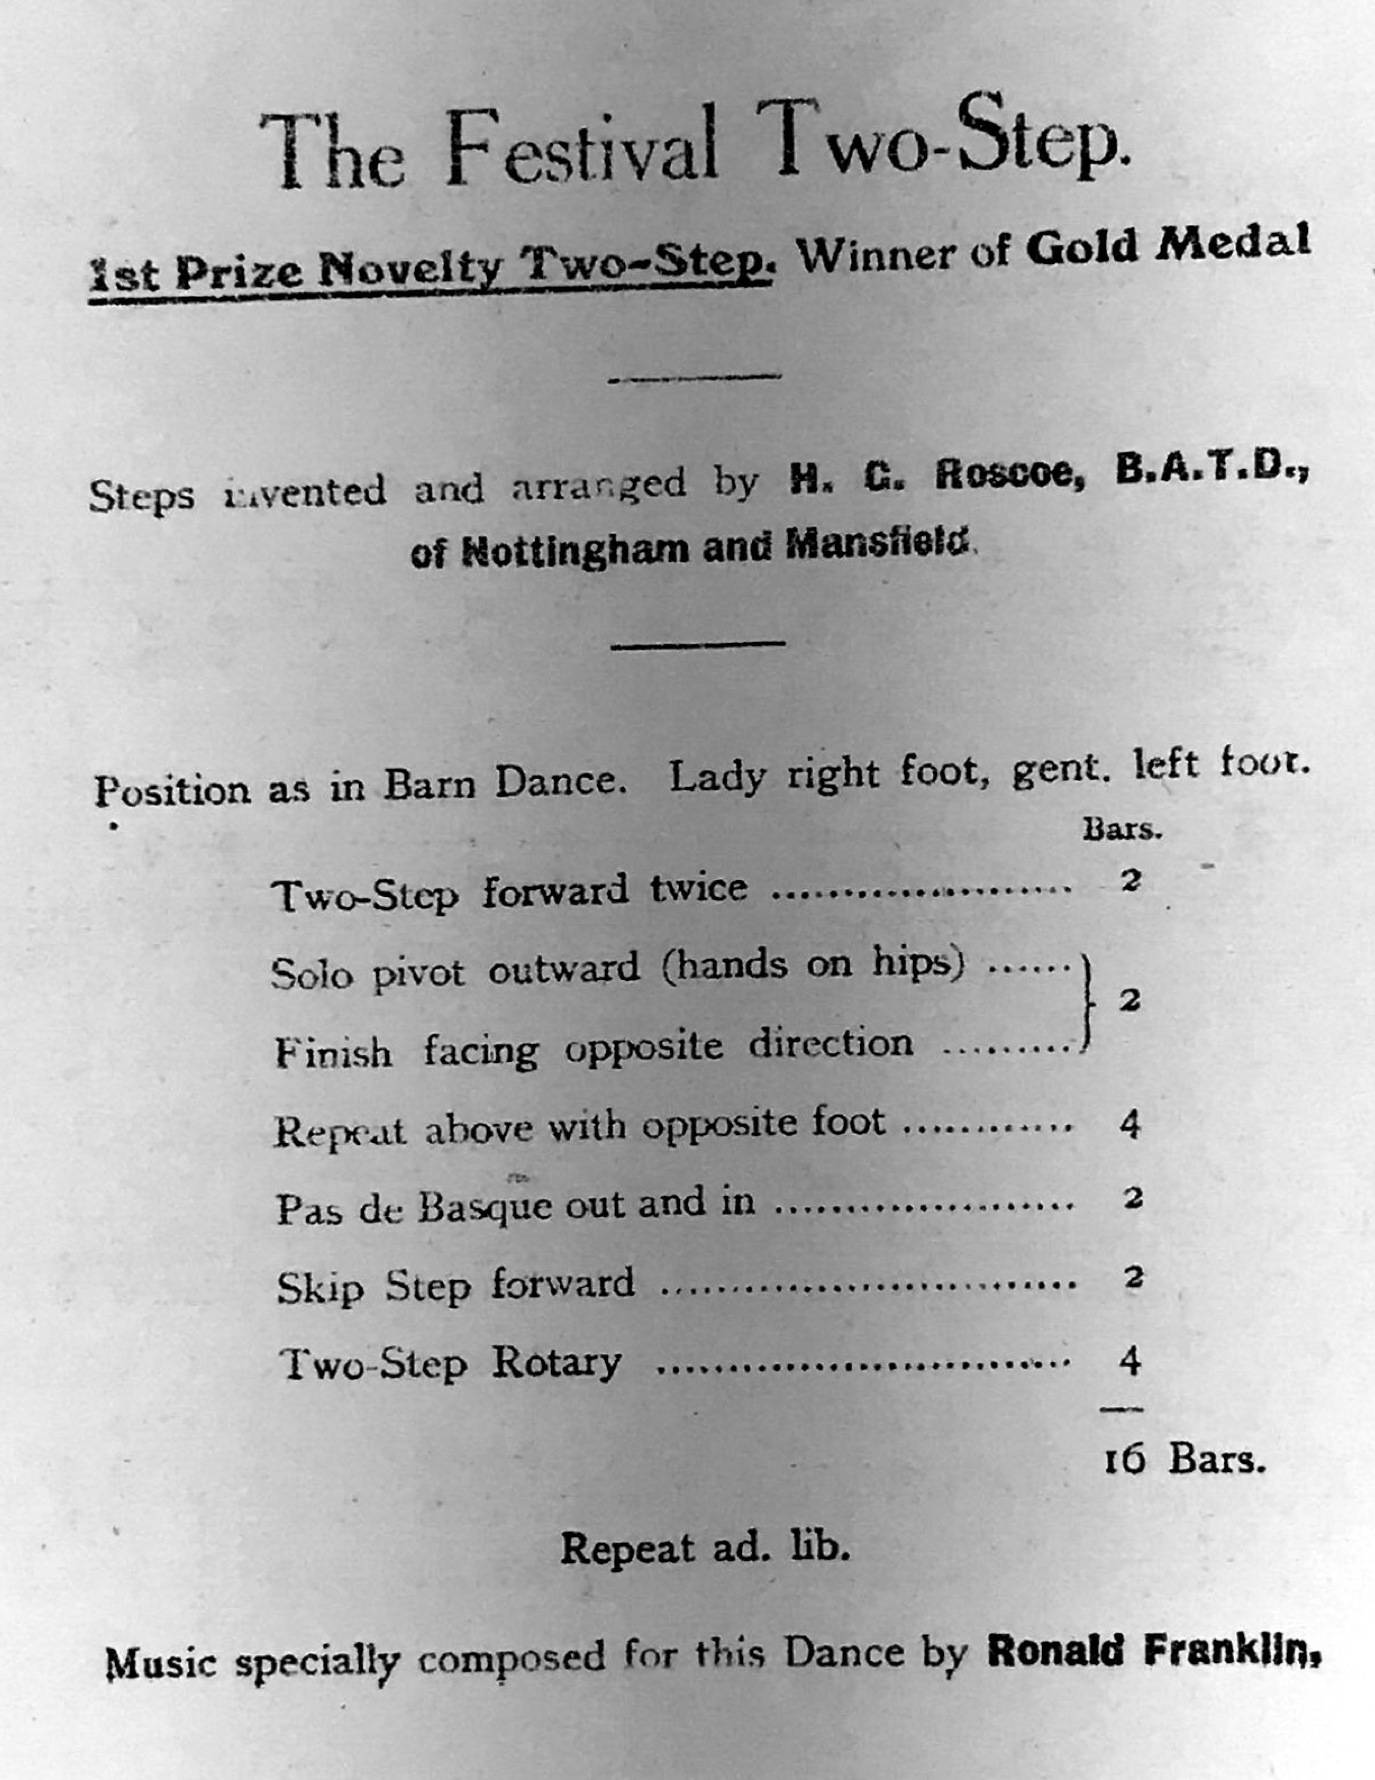 The Festival Two-Step.
1st Prize Novelty Two-Step. Winner of Gold Medal
Steps invented and arranged by H. C. Roscoe, B.A.T.D.,
of Nottingham and Mansfield.
Position as in Barn Dance. Lady right foot, gent. left foot.
Bars.
Two-Step forward twice ..................... 2
Solo pivot outward (hands on hips) ......
2
Finish facing opposite direction .........
Repeat above with opposite foot ............ 4
Pas de Basque out and in ..................... 2
Skip Step forward ............................. 2
Two-Step Rotary ............................. 4
16 Bars.
Repeat ad. lib.
Music specially composed for this Dance by Ronald Franklin,